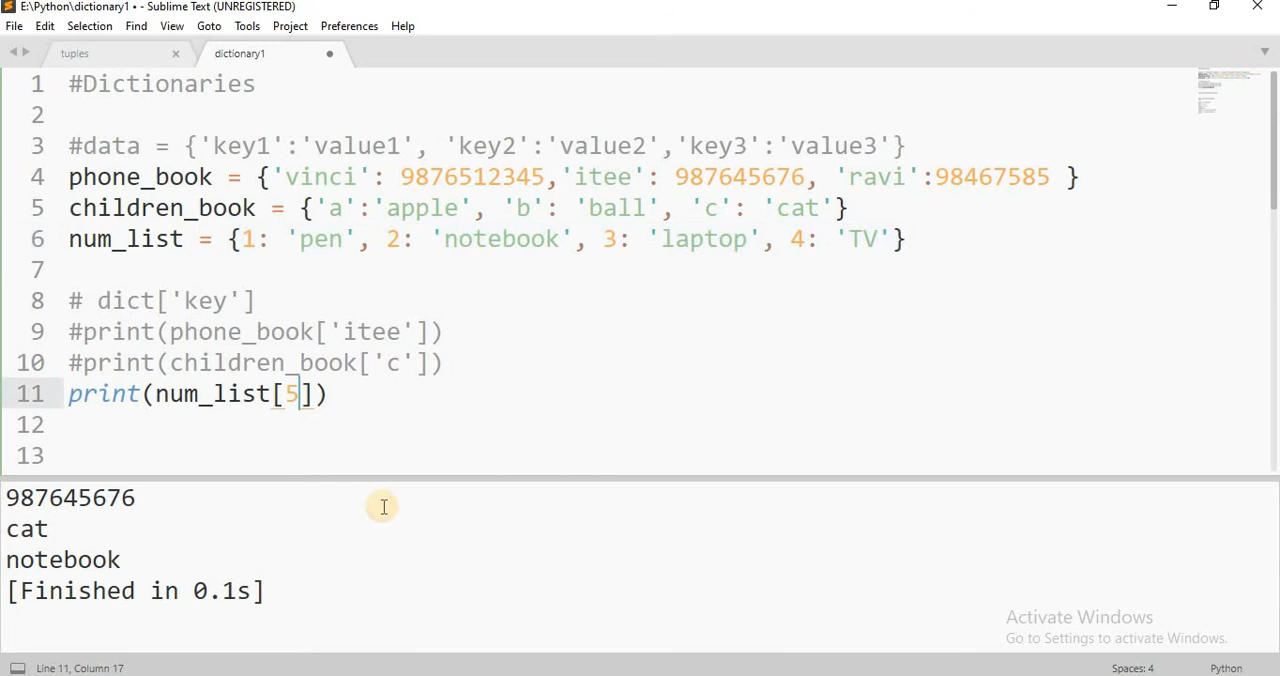 E:\Python\dictionary1 • - Sublime Text (UNREGISTERED)
File Edit Selection Find View Goto Tools Project Preferences Help
tuples dictionary1
1 #Dictionaries
2
3 #data = {'key1':'value1', 'key2':'value2','key3':'value3'}
4 phone_book = {'vinci': 9876512345,'itee': 987645676, 'ravi':98467585 }
5 children_book = {'a':'apple', 'b': 'ball', 'c': 'cat'}
6 num_list = {1: 'pen', 2: 'notebook', 3: 'laptop', 4: 'TV'}
7
8 # dict['key']
9 #print(phone_book['itee'])
10 #print(children_book['c'])
11 print(num_list[5])
12
13
987645676
cat
notebook
[Finished in 0.1s]
Activate Windows
Go to Settings to activate Windows.
Line 11, Column 17 Spaces: 4 Python